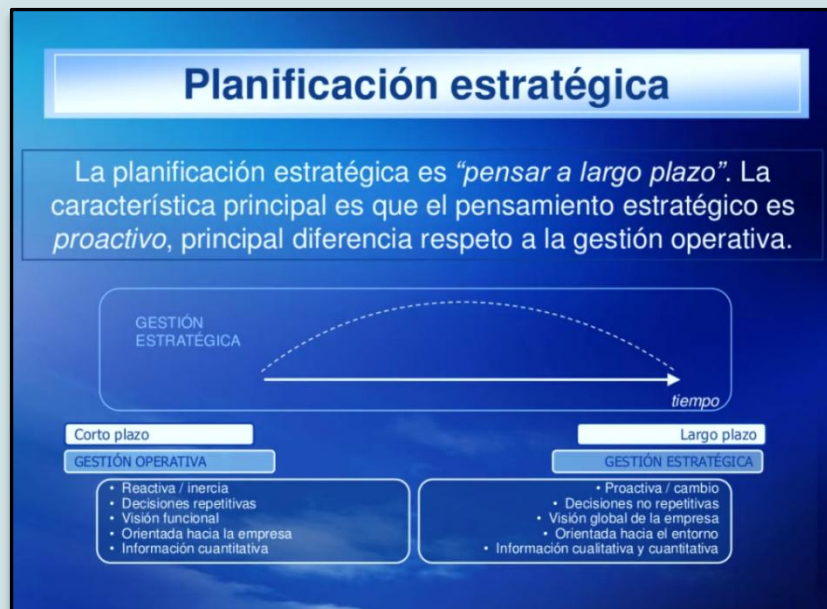 Planificación estratégica
La planificación estratégica es “pensar a largo plazo”. La
característica principal es que el pensamiento estratégico es
proactivo, principal diferencia respeto a la gestión operativa.
GESTIÓN
ESTRATÉGICA
tiempo
Corto plazo
GESTIÓN OPERATIVA
• Reactiva / inercia
• Decisiones repetitivas
• Visión funcional
• Orientada hacia la empresa
• Información cuantitativa
Largo plazo
GESTIÓN ESTRATÉGICA
• Proactiva / cambio
• Decisiones no repetitivas
• Visión global de la empresa
• Orientada hacia el entorno
• Información cualitativa y cuantitativa